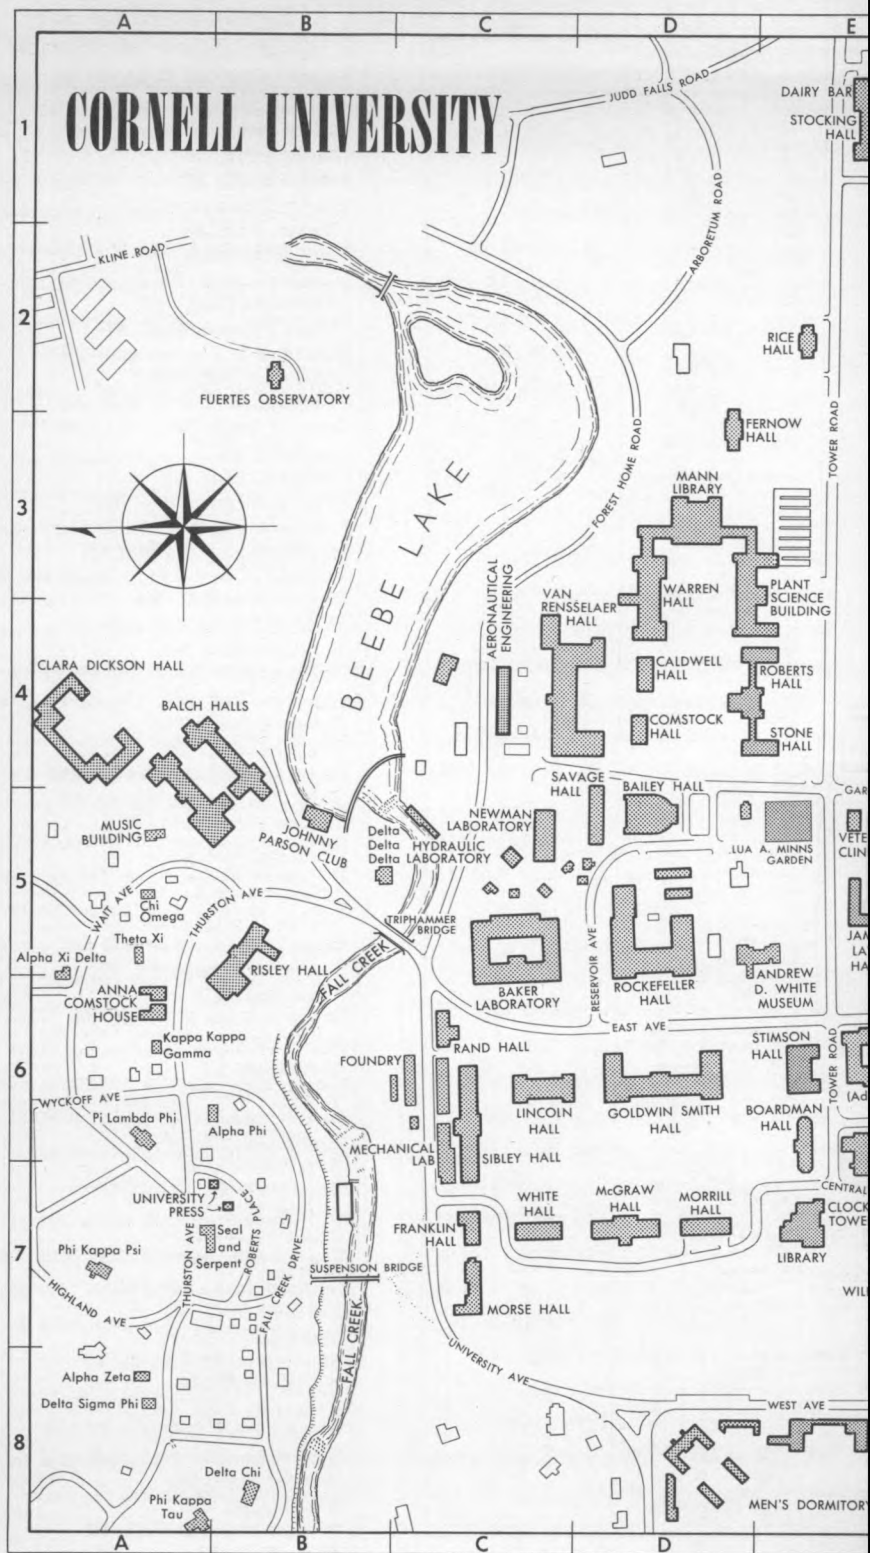 A B C D E
1
CORNELL UNIVERSITY
JUDD FALLS ROAD
DAIRY BAR
STOCKING
HALL
ARBORETUM ROAD
KLINE ROAD
2
RICE
HALL
FUERTES OBSERVATORY
FERNOW
HALL
TOWER ROAD
FOREST HOME ROAD
MANN
LIBRARY
3
BEEBE LAKE
AERONAUTICAL
ENGINEERING
VAN
RENSSELAER
HALL
WARREN
HALL
PLANT
SCIENCE
BUILDING
CLARA DICKSON HALL
CALDWELL
HALL
ROBERTS
HALL
4
BALCH HALLS
COMSTOCK
HALL
STONE
HALL
SAVAGE
HALL
BAILEY HALL
GAR
MUSIC
BUILDING
JOHNNY
PARSON CLUB
Delta
Delta
Delta
HYDRAULIC
LABORATORY
NEWMAN
LABORATORY
LUA A. MINNS
GARDEN
VETE
CLIN
5
WAIT AVE
Chi
Omega
THURSTON AVE
Theta Xi
TRIPHAMMER
BRIDGE
Alpha Xi Delta
RISLEY HALL
FALL CREEK
BAKER
LABORATORY
RESERVOIR AVE
ROCKEFELLER
HALL
ANDREW
D. WHITE
MUSEUM
JAM
LA
HA
ANNA
COMSTOCK
HOUSE
EAST AVE
Kappa Kappa
Gamma
RAND HALL
STIMSON
HALL
TOWER ROAD
6
FOUNDRY
LINCOLN
HALL
GOLDWIN SMITH
HALL
BOARDMAN
HALL
(Ad
WYCKOFF AVE
Pi Lambda Phi
Alpha Phi
MECHANICAL
LAB
SIBLEY HALL
UNIVERSITY
PRESS
ROBERTS PLACE
WHITE
HALL
McGRAW
HALL
MORRILL
HALL
CENTRAL
CLOCK
TOWE
Seal
and
Serpent
FRANKLIN
HALL
LIBRARY
7
Phi Kappa Psi
THURSTON AVE
FALL CREEK DRIVE
SUSPENSION BRIDGE
WIL
HIGHLAND AVE
MORSE HALL
FALL CREEK
UNIVERSITY AVE
Alpha Zeta
Delta Sigma Phi
WEST AVE
8
Delta Chi
Phi Kappa
Tau
MEN'S DORMITORY
A B C D